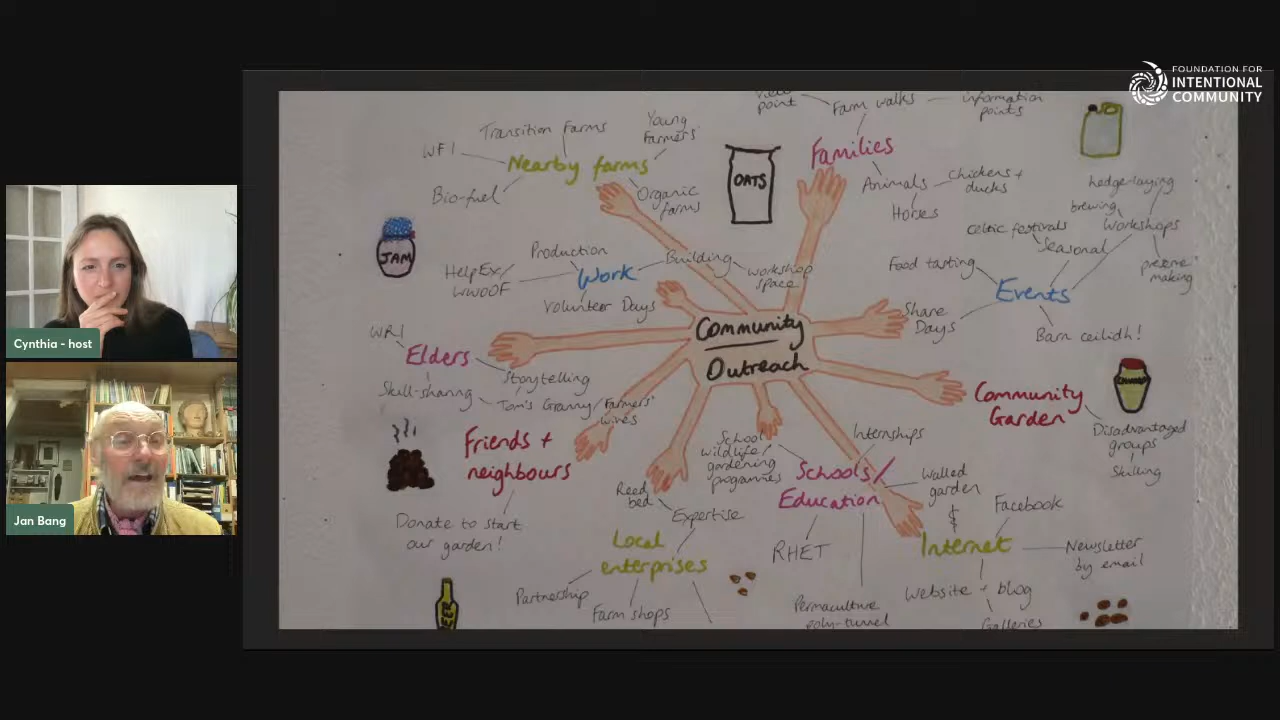 FOUNDATION FOR
INTENTIONAL
COMMUNITY
Cynthia - host
Jan Bang
Community
Outreach
Nearby farms
Transition farms
Young
Farmers'
WFI
Bio-fuel
Organic
farms
OATS
JAM
Families
point
Farm walks
information
points
Animals
Chickens +
ducks
Horses
Work
Production
HelpEx/
WWOOF
Volunteer Days
Building
workshop
space
Events
hedge-laying
brewing
Workshops
celtic festivals
Seasonal
Food tasting
Share
Days
Barn ceilidh!
making
Elders
WRI
Skill-sharing
Storytelling
Tom's Granny/Farmers'
wives
Community
Garden
Disadvantaged
groups
Skilling
Friends +
neighbours
Donate to start
our garden!
School
wildlife/
gardening
programmes
Schools/
Education
Internships
Walled
garden
RHET
Permaculture
poly-tunnel
Local
enterprises
Reed
bed
Expertise
Partnership
Farm shops
Internet
Facebook
Newsletter
by email
Website + blog
Galleries